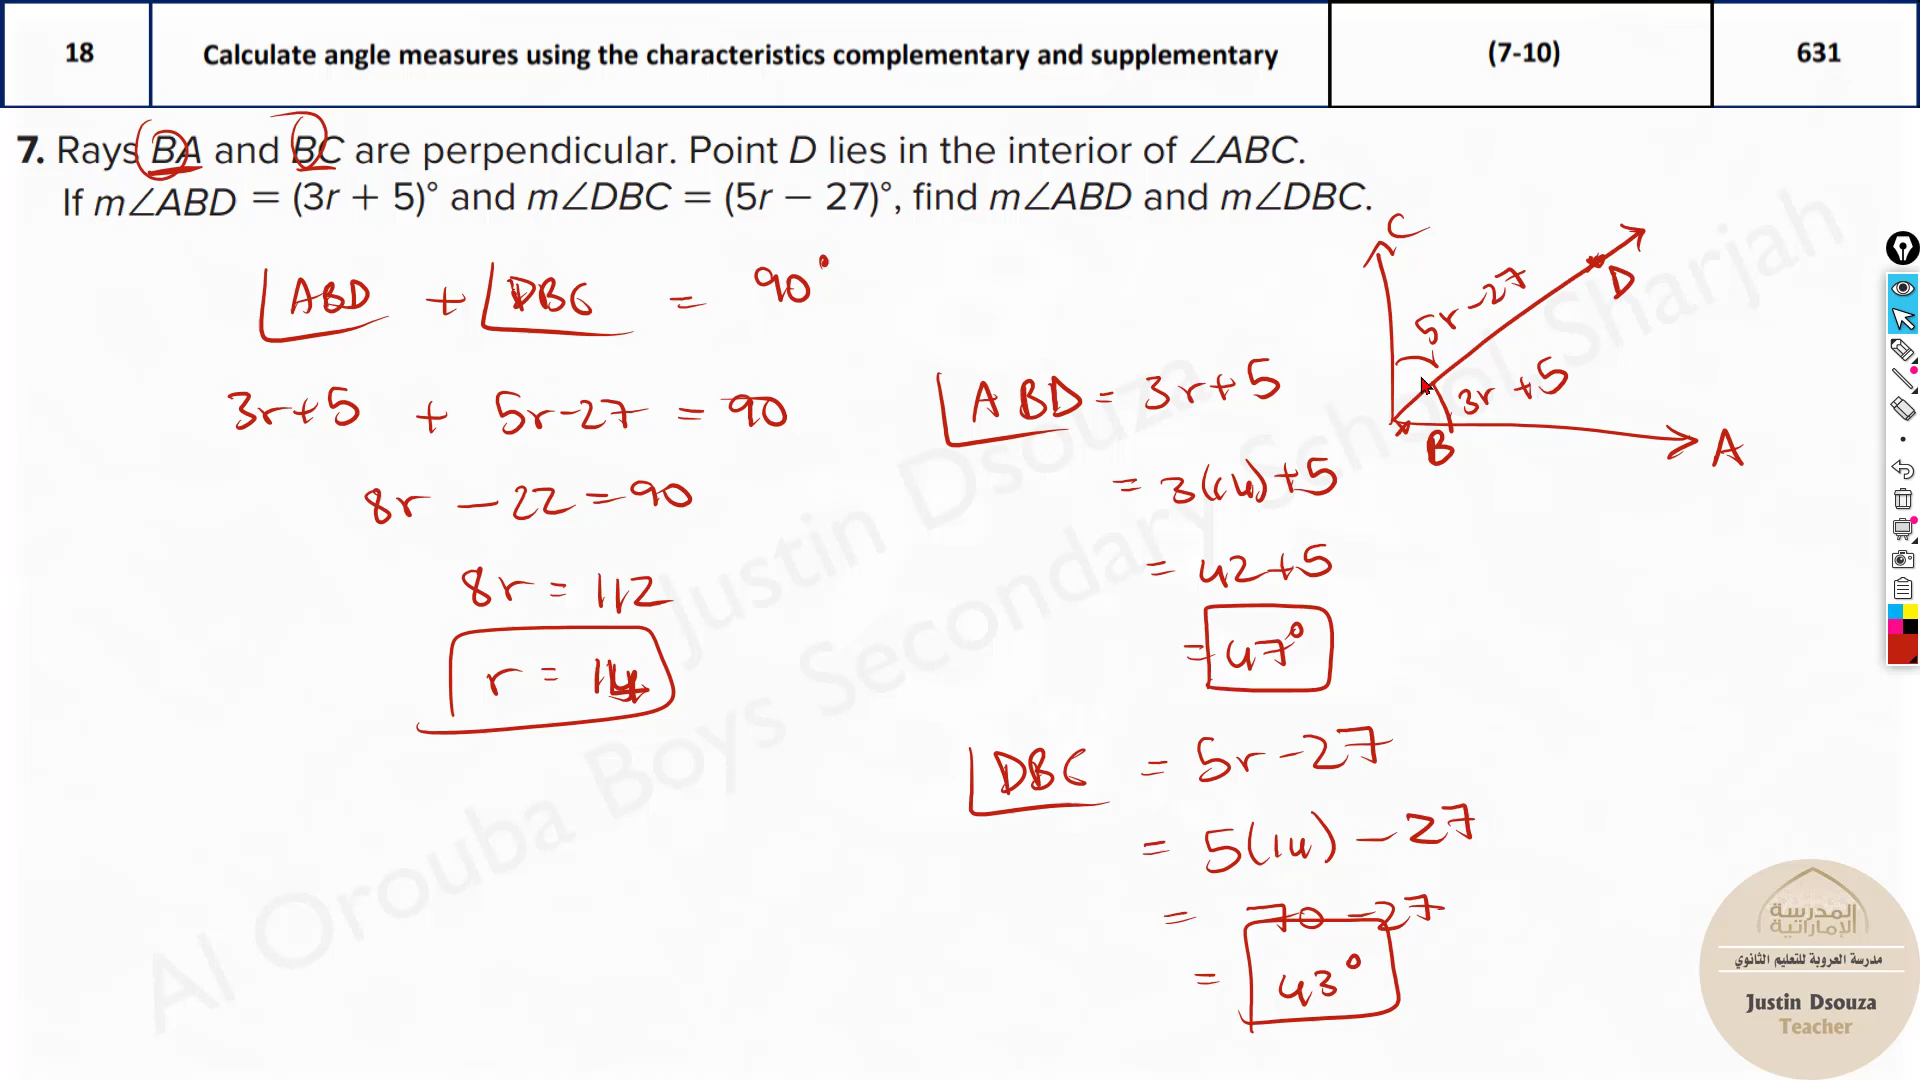 18 Calculate angle measures using the characteristics complementary and supplementary (7-10) 631
7. Rays BA and BC are perpendicular. Point D lies in the interior of ∠ABC.
If m∠ABD = (3r + 5)° and m∠DBC = (5r − 27)°, find m∠ABD and m∠DBC.
∠ABD + ∠DBC = 90°
3r+5 + 5r-27 = 90
8r - 22 = 90
8r = 112
r = 14
∠ABD = 3r+5
= 3(14)+5
= 42+5
= 47°
∠DBC = 5r-27
= 5(14) - 27
= 70 - 27
= 43°
C
D
5r-27
3r+5
B
A
Justin Dsouza
Al Orouba Boys Secondary School, Sharjah
المدرسة
الإماراتية
مدرسة العروبة للتعليم الثانوي
Justin Dsouza
Teacher